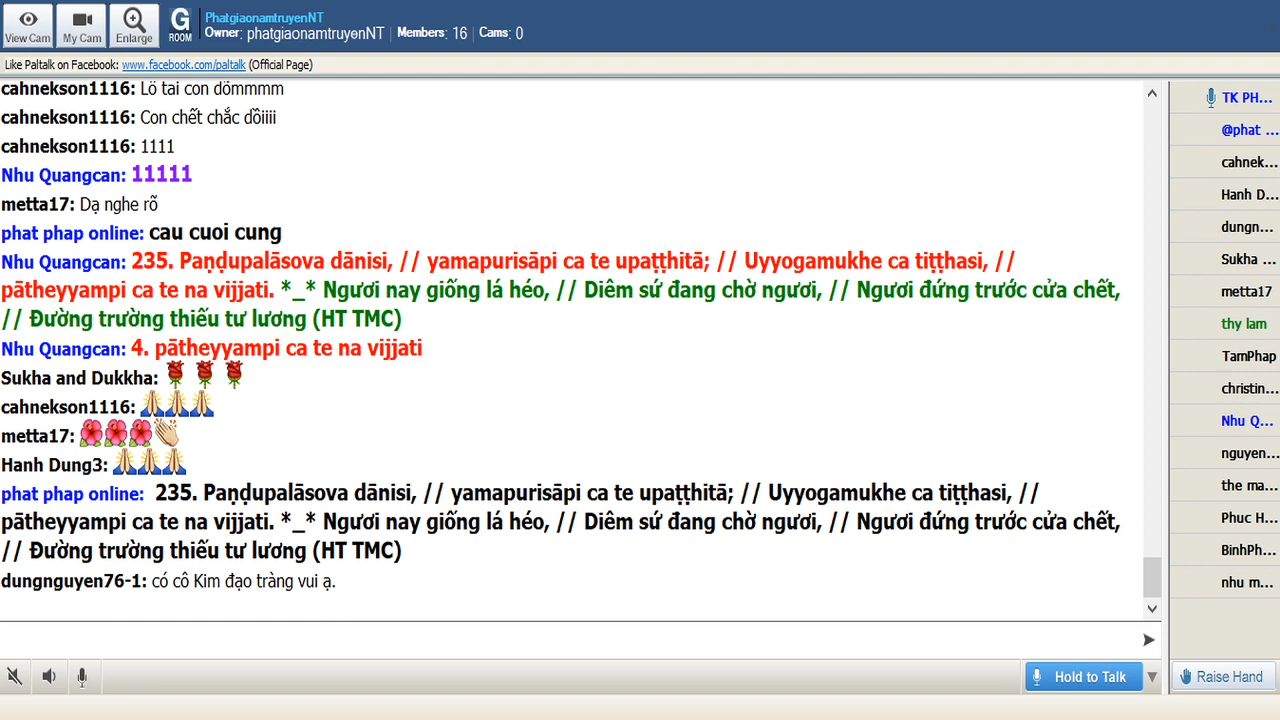 View Cam
My Cam
Enlarge
G
ROOM
PhatgiaonamtruyenNT
Owner: phatgiaonamtruyenNT | Members: 16 | Cams: 0
Like Paltalk on Facebook: www.facebook.com/paltalk (Official Page)
cahnekson1116: Lỗ tai con dömmmm
cahnekson1116: Con chết chắc dồiiii
cahnekson1116: 1111
Nhu Quangcan: 11111
metta17: Dạ nghe rõ
phat phap online: cau cuoi cung
Nhu Quangcan: 235. Paṇḍupalāsova dānisi, // yamapurisāpi ca te upaṭṭhitā; // Uyyogamukhe ca tiṭṭhasi, //
pātheyyampi ca te na vijjati. *_* Ngươi nay giống lá héo, // Diêm sứ đang chờ ngươi, // Ngươi đứng trước cửa chết,
// Đường trường thiếu tư lương (HT TMC)
Nhu Quangcan: 4. pātheyyampi ca te na vijjati
Sukha and Dukkha:
cahnekson1116:
metta17:
Hanh Dung3:
phat phap online: 235. Paṇḍupalāsova dānisi, // yamapurisāpi ca te upaṭṭhitā; // Uyyogamukhe ca tiṭṭhasi, //
pātheyyampi ca te na vijjati. *_* Ngươi nay giống lá héo, // Diêm sứ đang chờ ngươi, // Ngươi đứng trước cửa chết,
// Đường trường thiếu tư lương (HT TMC)
dungnguyen76-1: có cô Kim đạo tràng vui ạ.
TK PH...
@phat ...
cahnek...
Hanh D...
dungn...
Sukha ...
metta17
thy lam
TamPhap
christin...
Nhu Q...
nguyen...
the ma...
Phuc H...
BinhPh...
nhu m...
Hold to Talk
Raise Hand